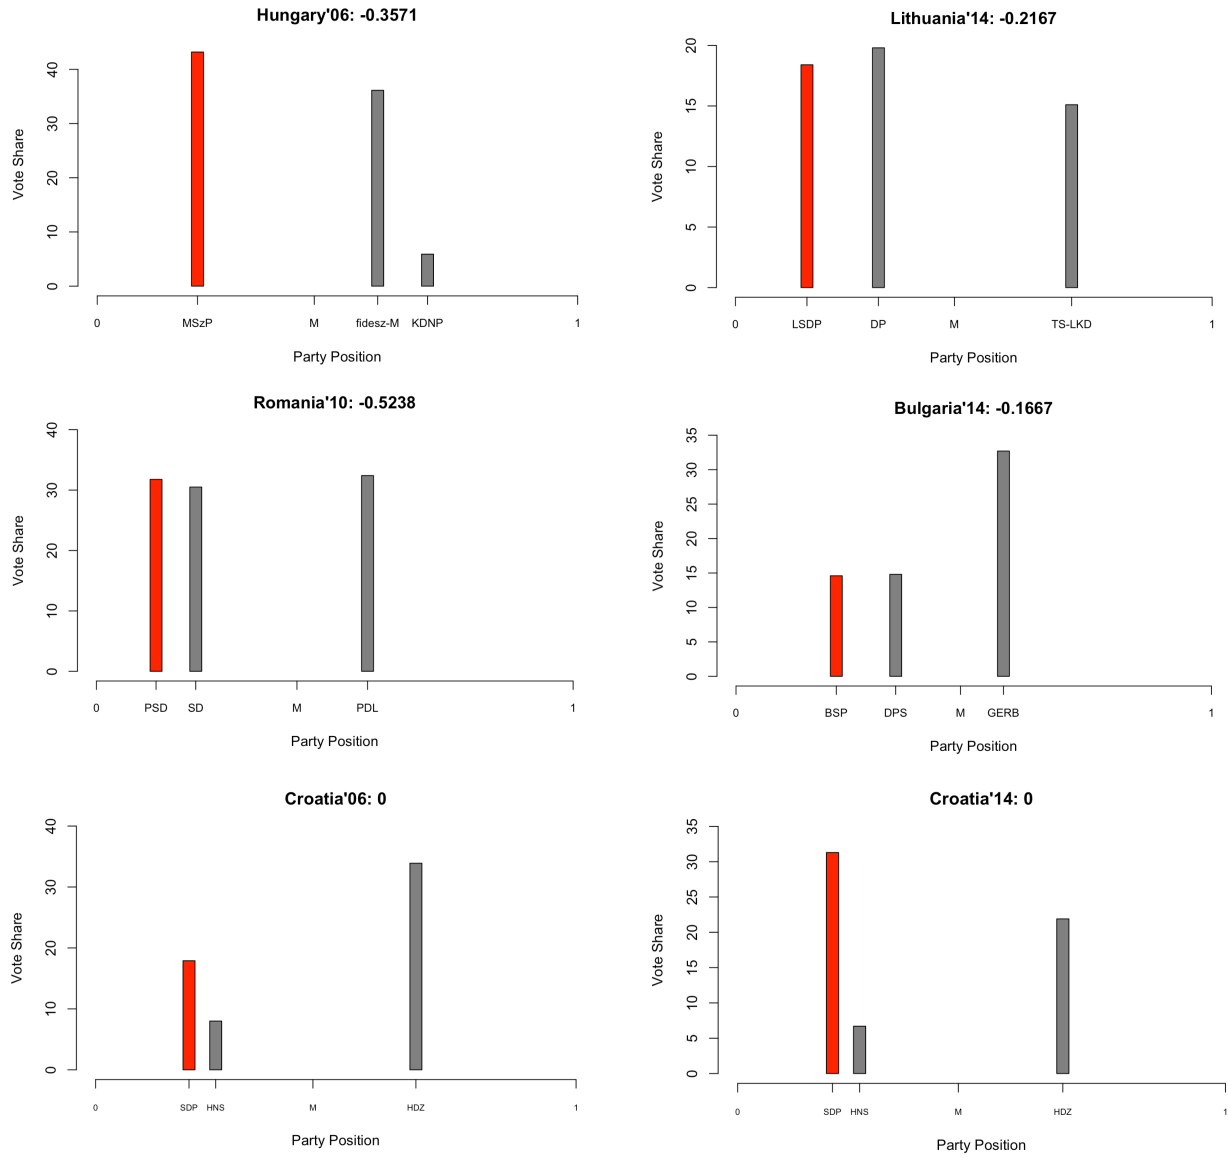 Hungary'06: -0.3571
Vote Share
40
30
20
10
0
0 MSzP M fidesz-M KDNP 1
Party Position
Lithuania'14: -0.2167
Vote Share
20
15
10
5
0
0 LSDP DP M TS-LKD 1
Party Position
Romania'10: -0.5238
Vote Share
40
30
20
10
0
0 PSD SD M PDL 1
Party Position
Bulgaria'14: -0.1667
Vote Share
35
30
25
20
15
10
5
0
0 BSP DPS M GERB 1
Party Position
Croatia'06: 0
Vote Share
40
30
20
10
0
0 SDP HNS M HDZ 1
Party Position
Croatia'14: 0
Vote Share
35
30
25
20
15
10
5
0
0 SDP HNS M HDZ 1
Party Position